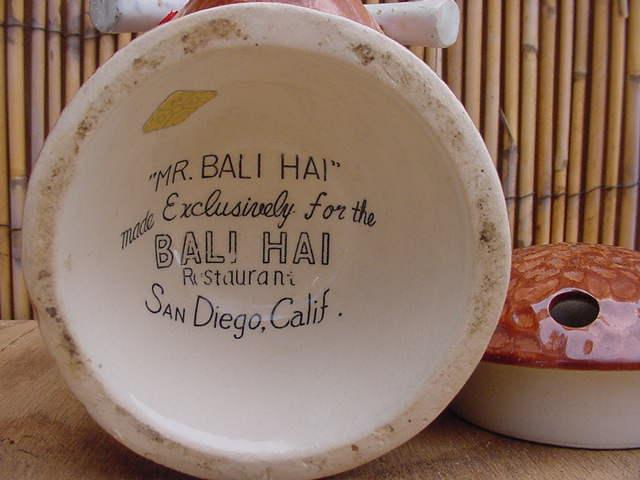 "MR. BALI HAI"
made Exclusively for the
BALI HAI
Restaurant
SAN Diego, Calif.